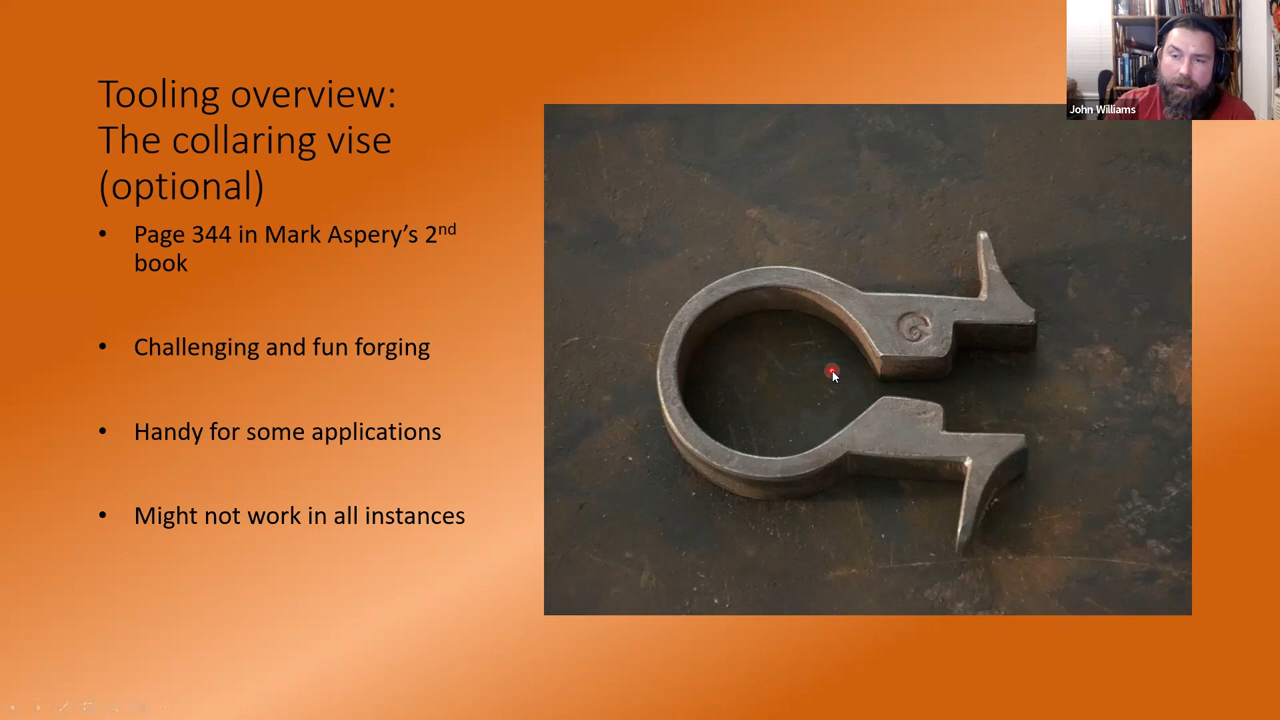 Tooling overview:
The collaring vise
(optional)
• Page 344 in Mark Aspery’s 2nd
book
• Challenging and fun forging
• Handy for some applications
• Might not work in all instances
John Williams